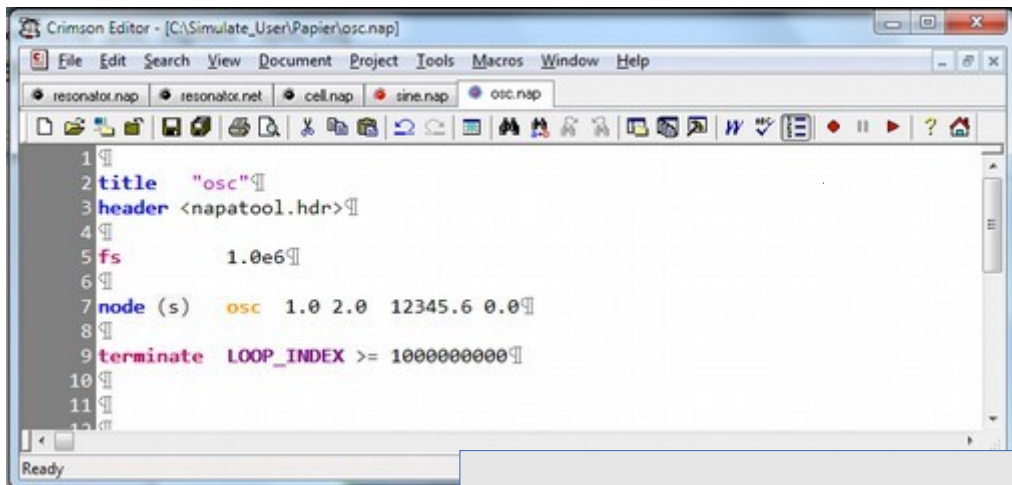 Crimson Editor - [C:\Simulate_User\Papier\osc.nap]
File Edit Search View Document Project Tools Macros Window Help
resonator.nap resonator.net cell.nap sine.nap osc.nap
W ABC ?
1 ¶
2 title "osc"¶
3 header <napatool.hdr>¶
4 ¶
5 fs 1.0e6¶
6 ¶
7 node (s) osc 1.0 2.0 12345.6 0.0¶
8 ¶
9 terminate LOOP_INDEX >= 1000000000¶
10 ¶
11 ¶
12 ¶
Ready